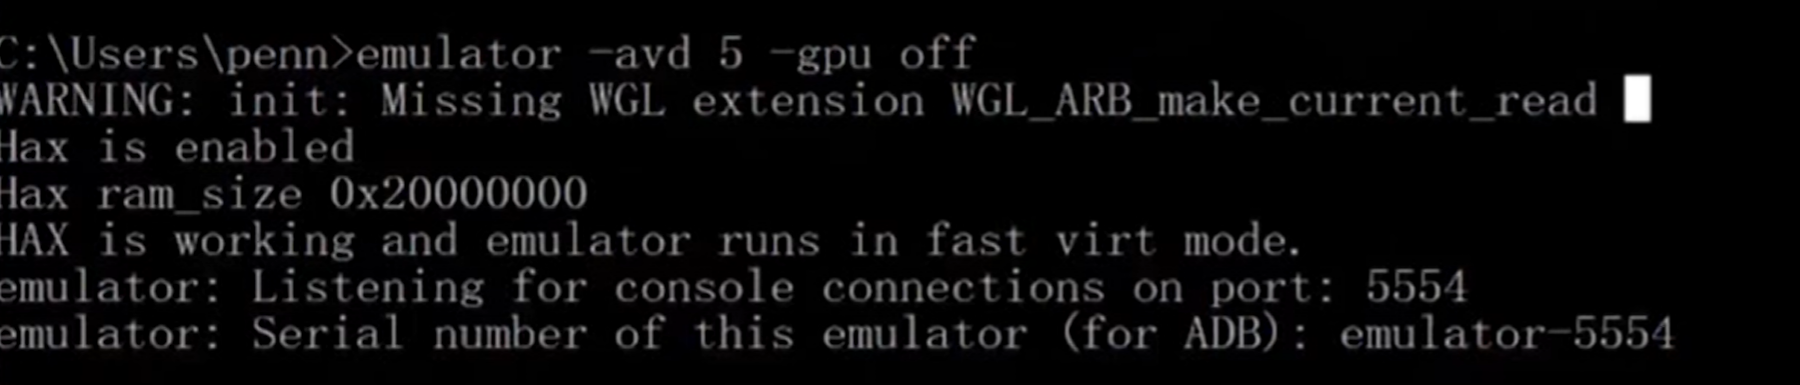 C:\Users\penn>emulator -avd 5 -gpu off
WARNING: init: Missing WGL extension WGL_ARB_make_current_read
Hax is enabled
Hax ram_size 0x20000000
HAX is working and emulator runs in fast virt mode.
emulator: Listening for console connections on port: 5554
emulator: Serial number of this emulator (for ADB): emulator-5554